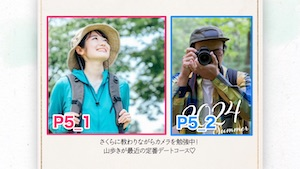 P5_1
P5_2
2024
Summer
さくらに教わりながらカメラを勉強中!
山歩きが最近の定番デートコース♡